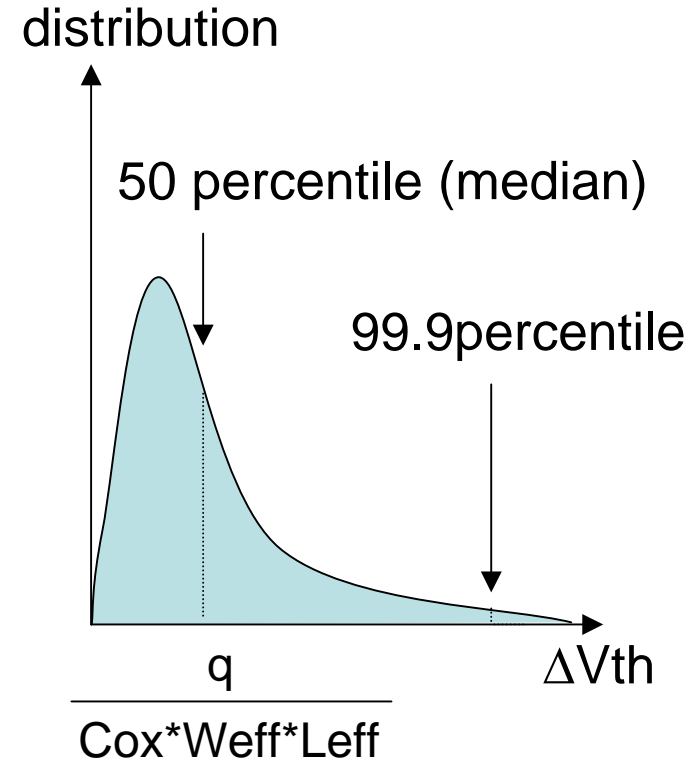 distribution
50 percentile (median)
99.9percentile
q
ΔVth
Cox*Weff*Leff